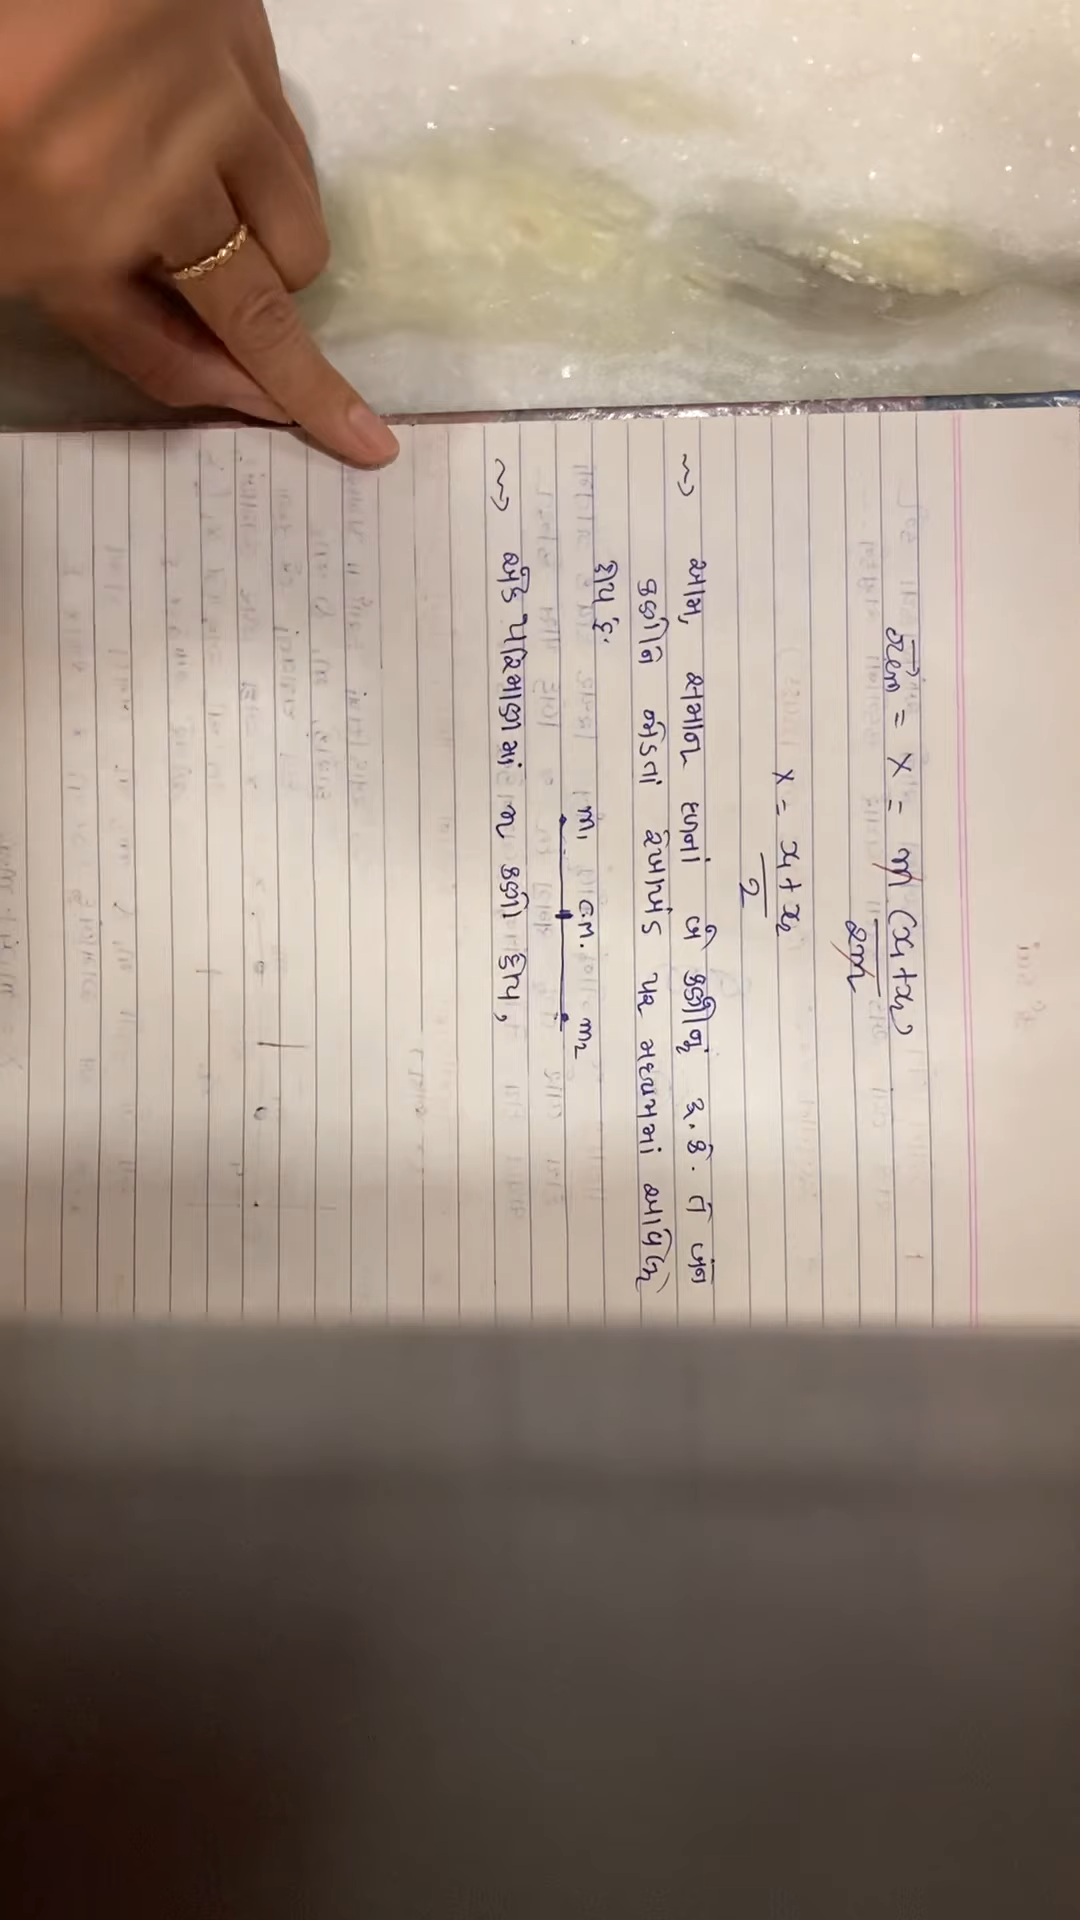 r⃗cm = x = m (x₁+x₂)
2m
x = x₁+x₂
2
~> આમ, સમાન દળનાં બે કણોનું દ્ર.કે. તે બંને
કણોને જોડતાં રેખાખંડ પર મધ્યમાં આવેલું
હોય છે.
m₁ C.M. m₂
~> એક પરિમાણમાં n કણો હોય,